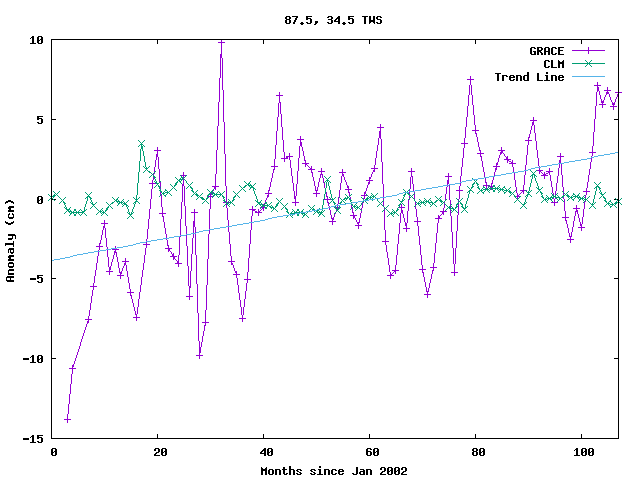 87.5, 34.5 TWS
GRACE
CLM
Trend Line
10
5
0
-5
-10
-15
Anomaly (cm)
0 20 40 60 80 100
Months since Jan 2002